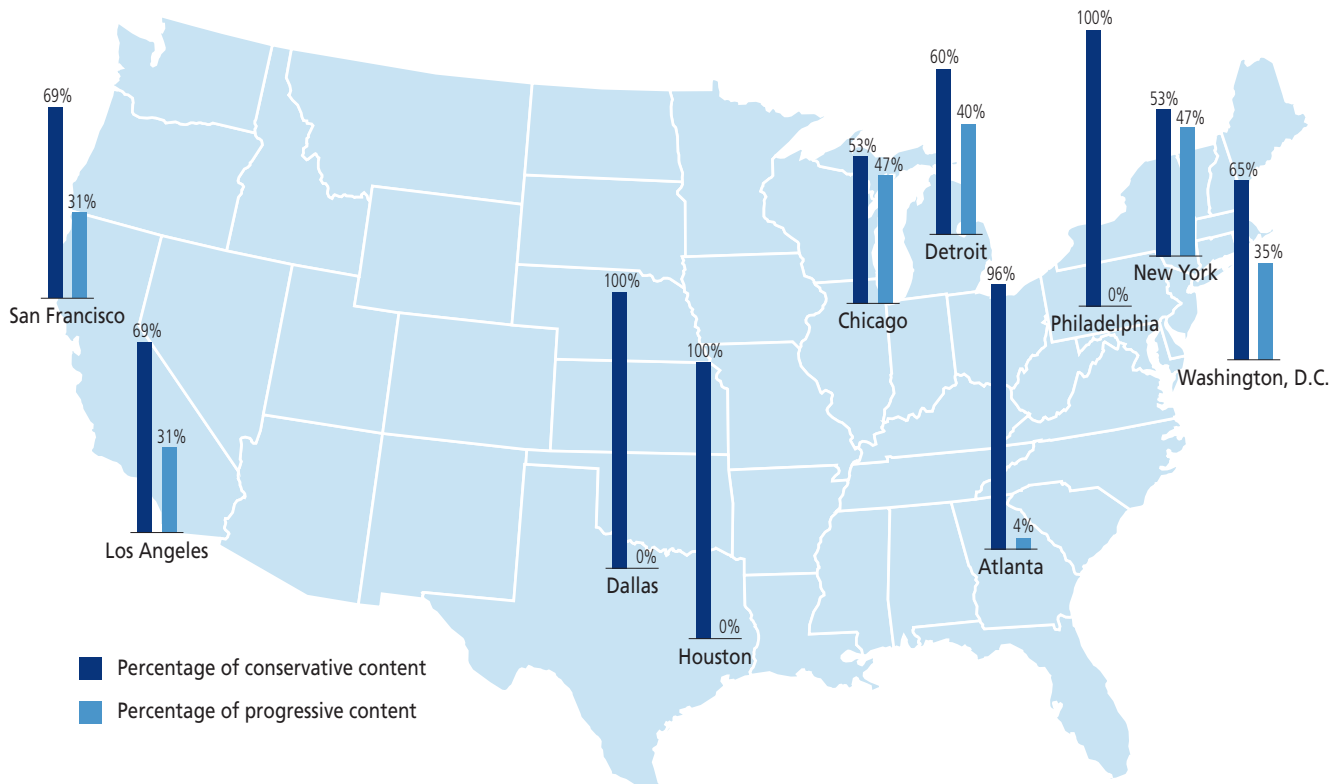 69%
31%
San Francisco
69%
31%
Los Angeles
100%
0%
Dallas
100%
0%
Houston
53%
47%
Chicago
60%
40%
Detroit
96%
4%
Atlanta
100%
0%
Philadelphia
53%
47%
New York
65%
35%
Washington, D.C.
Percentage of conservative content
Percentage of progressive content